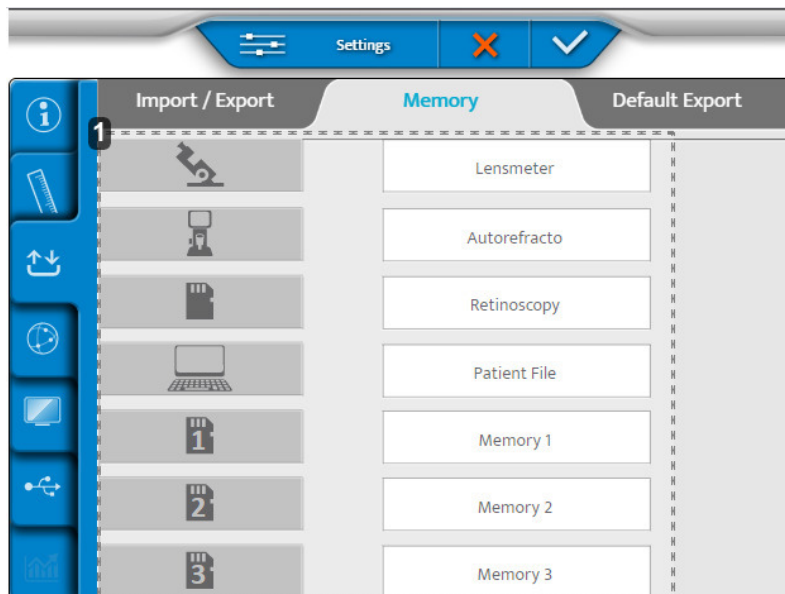 Settings
Import / Export Memory Default Export
1
Lensmeter
Autorefracto
Retinoscopy
Patient File
1 Memory 1
2 Memory 2
3 Memory 3